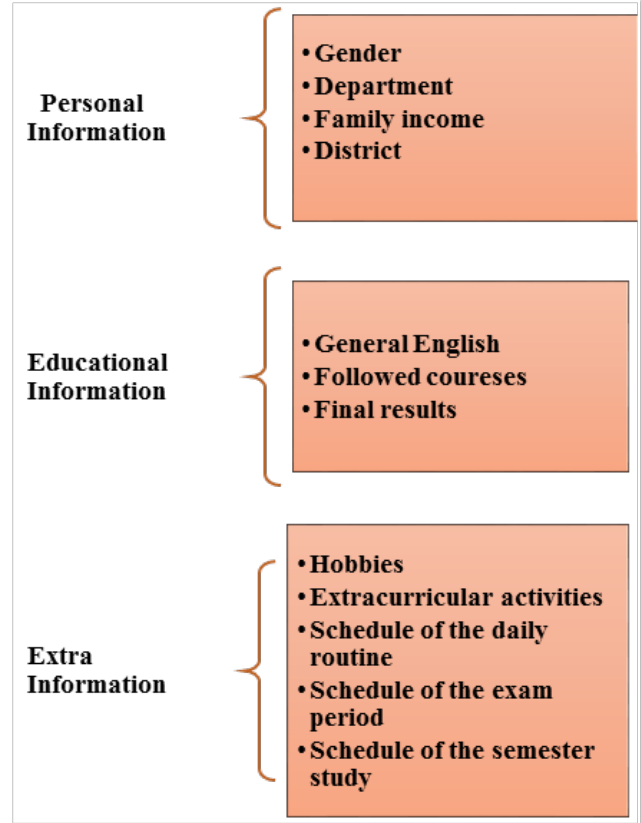 Personal
Information
• Gender
• Department
• Family income
• District
Educational
Information
• General English
• Followed coureses
• Final results
Extra
Information
• Hobbies
• Extracurricular activities
• Schedule of the daily
routine
• Schedule of the exam
period
• Schedule of the semester
study